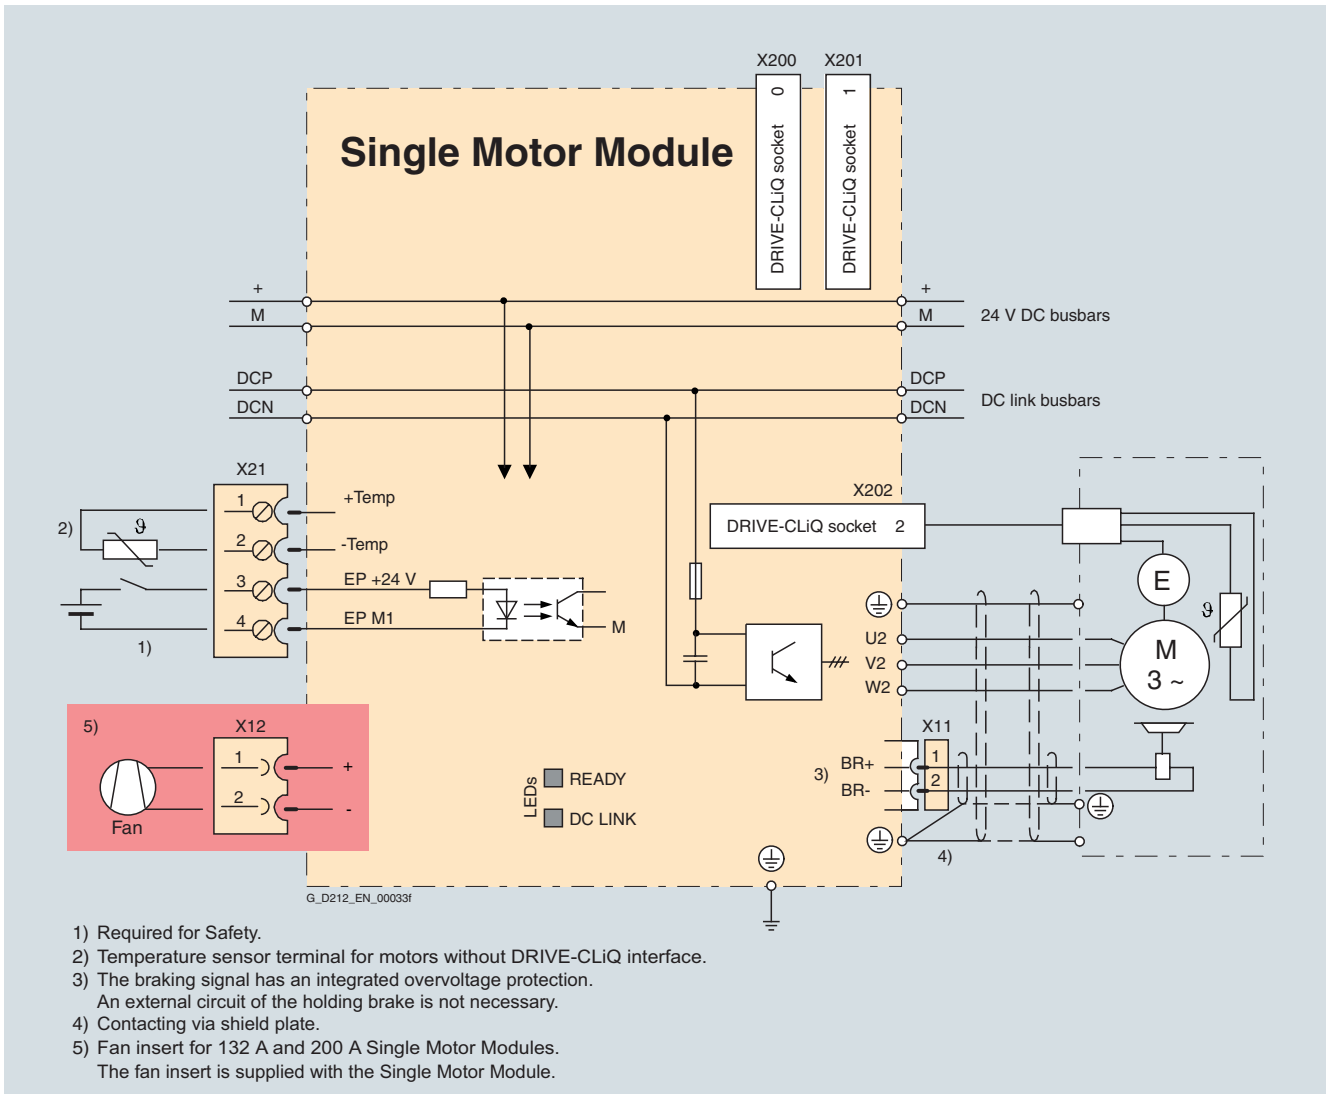 X200 X201
Single Motor Module
DRIVE-CLiQ socket 0
DRIVE-CLiQ socket 1
+ +
M M 24 V DC busbars
DCP DCP
DCN DCN DC link busbars
X21
X202
1 +Temp
2) ϑ
DRIVE-CLiQ socket 2
2 -Temp
3 EP +24 V
E
ϑ
4 EP M1
M
1)
U2
V2
W2
M
3 ~
5) X12
X11
1 +
2 -
Fan
LEDs
READY
DC LINK
3) BR+ 1
BR- 2
4)
G_D212_EN_00033f
1) Required for Safety.
2) Temperature sensor terminal for motors without DRIVE-CLiQ interface.
3) The braking signal has an integrated overvoltage protection.
An external circuit of the holding brake is not necessary.
4) Contacting via shield plate.
5) Fan insert for 132 A and 200 A Single Motor Modules.
The fan insert is supplied with the Single Motor Module.